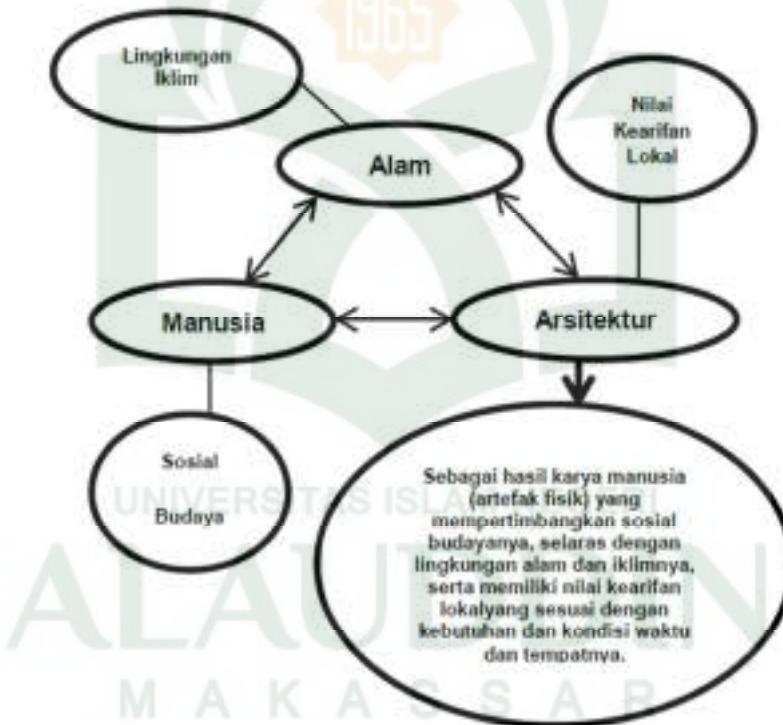 1965
Lingkungan
Iklim
Nilai
Kearifan
Lokal
Alam
Manusia
Arsitektur
Sosial
Budaya
Sebagai hasil karya manusia
(artefak fisik) yang
mempertimbangkan sosial
budayanya, selaras dengan
lingkungan alam dan iklimnya,
serta memiliki nilai kearifan
lokalyang sesuai dengan
kebutuhan dan kondisi waktu
dan tempatnya.
UNIVERSITAS ISLAM
ALAUDDIN
MAKASSAR